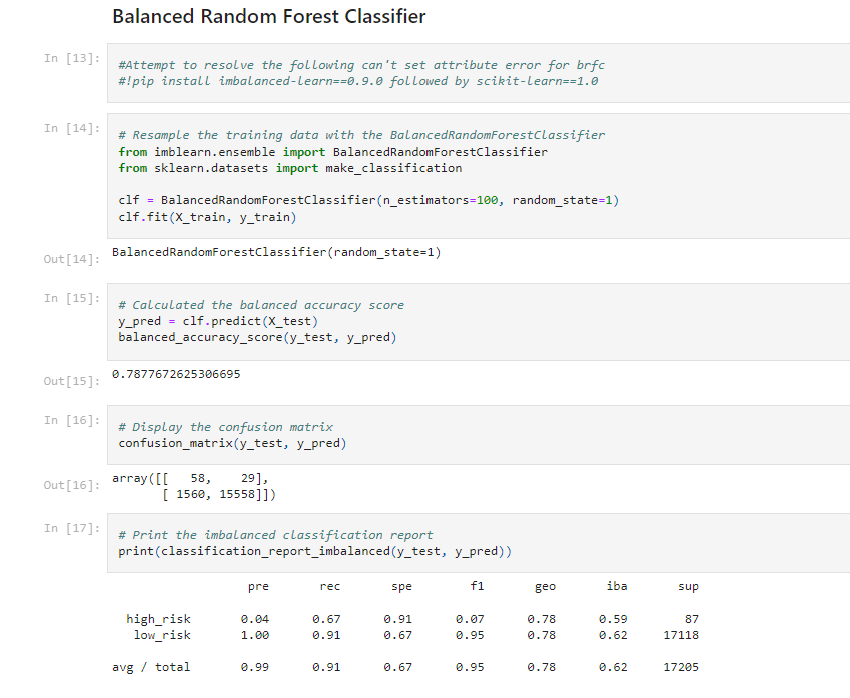 Balanced Random Forest Classifier
In [13]:
#Attempt to resolve the following can't set attribute error for brfc
#!pip install imbalanced-learn==0.9.0 followed by scikit-learn==1.0
In [14]:
# Resample the training data with the BalancedRandomForestClassifier
from imblearn.ensemble import BalancedRandomForestClassifier
from sklearn.datasets import make_classification
clf = BalancedRandomForestClassifier(n_estimators=100, random_state=1)
clf.fit(X_train, y_train)
Out[14]:
BalancedRandomForestClassifier(random_state=1)
In [15]:
# Calculated the balanced accuracy score
y_pred = clf.predict(X_test)
balanced_accuracy_score(y_test, y_pred)
Out[15]:
0.7877672625306695
In [16]:
# Display the confusion matrix
confusion_matrix(y_test, y_pred)
Out[16]:
array([[   58,    29],
       [ 1560, 15558]])
In [17]:
# Print the imbalanced classification report
print(classification_report_imbalanced(y_test, y_pred))
pre rec spe f1 geo iba sup
high_risk 0.04 0.67 0.91 0.07 0.78 0.59 87
low_risk 1.00 0.91 0.67 0.95 0.78 0.62 17118
avg / total 0.99 0.91 0.67 0.95 0.78 0.62 17205